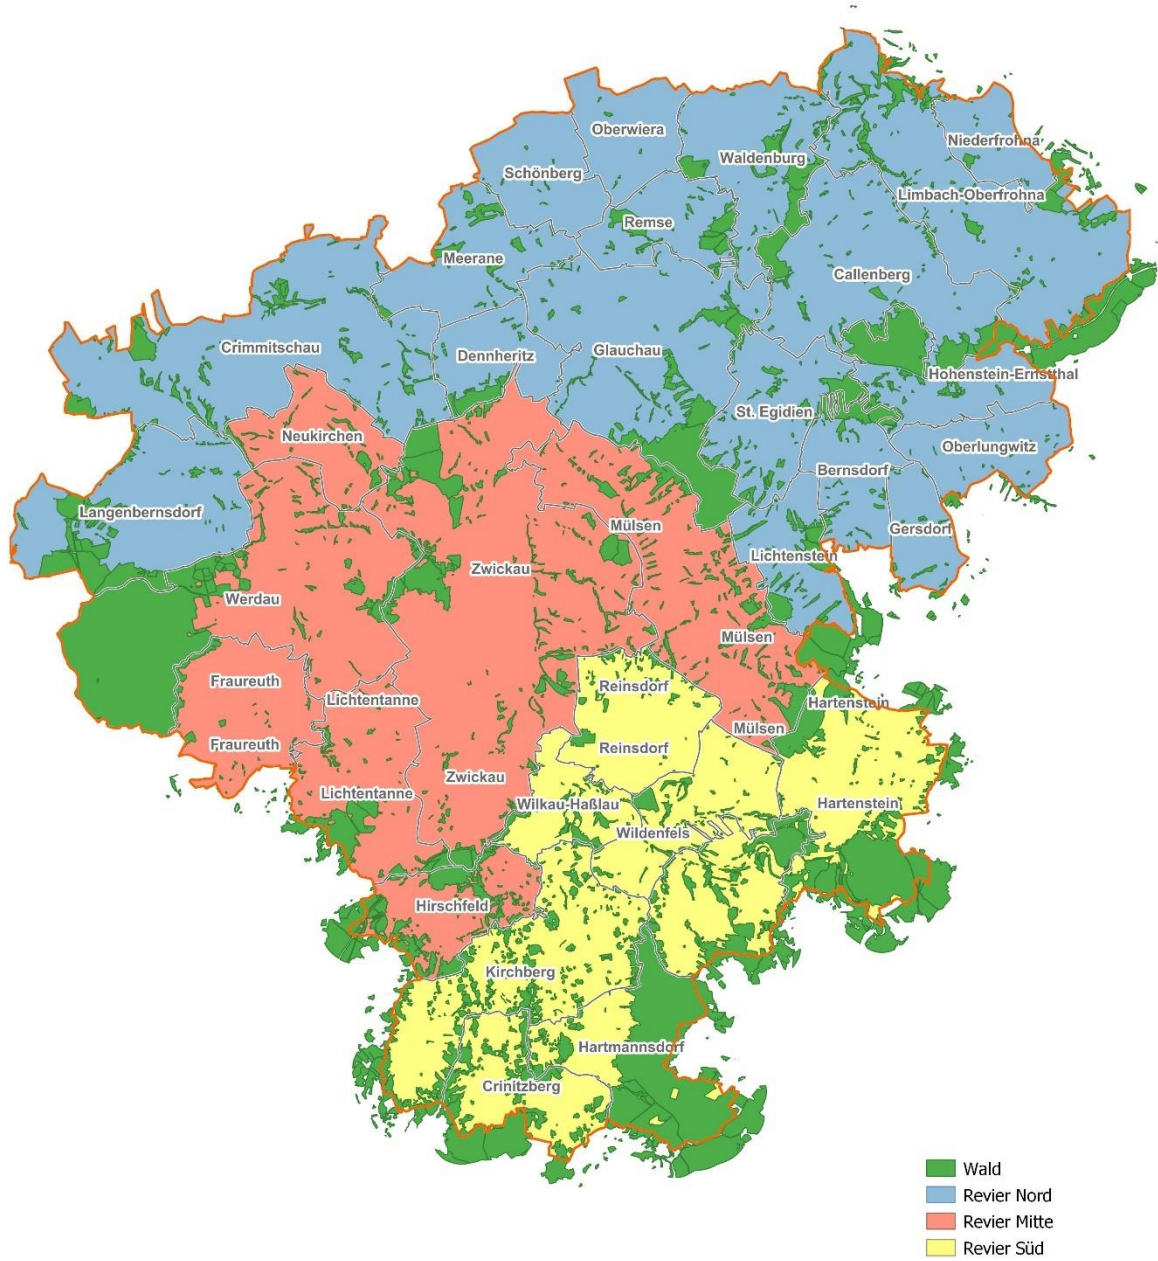 Oberwiera
Niederfrohna
Waldenburg
Schönberg
Limbach-Oberfrohna
Remse
Meerane
Callenberg
Crimmitschau
Dennheritz
Glauchau
Hohenstein-Ernstthal
St. Egidien
Neukirchen
Oberlungwitz
Bernsdorf
Langenbernsdorf
Mülsen
Gersdorf
Lichtenstein
Zwickau
Werdau
Mülsen
Fraureuth
Reinsdorf
Lichtentanne
Hartenstein
Mülsen
Fraureuth
Reinsdorf
Zwickau
Lichtentanne
Wilkau-Haßlau
Hartenstein
Wildenfels
Hirschfeld
Kirchberg
Hartmannsdorf
Crinitzberg
Wald
Revier Nord
Revier Mitte
Revier Süd